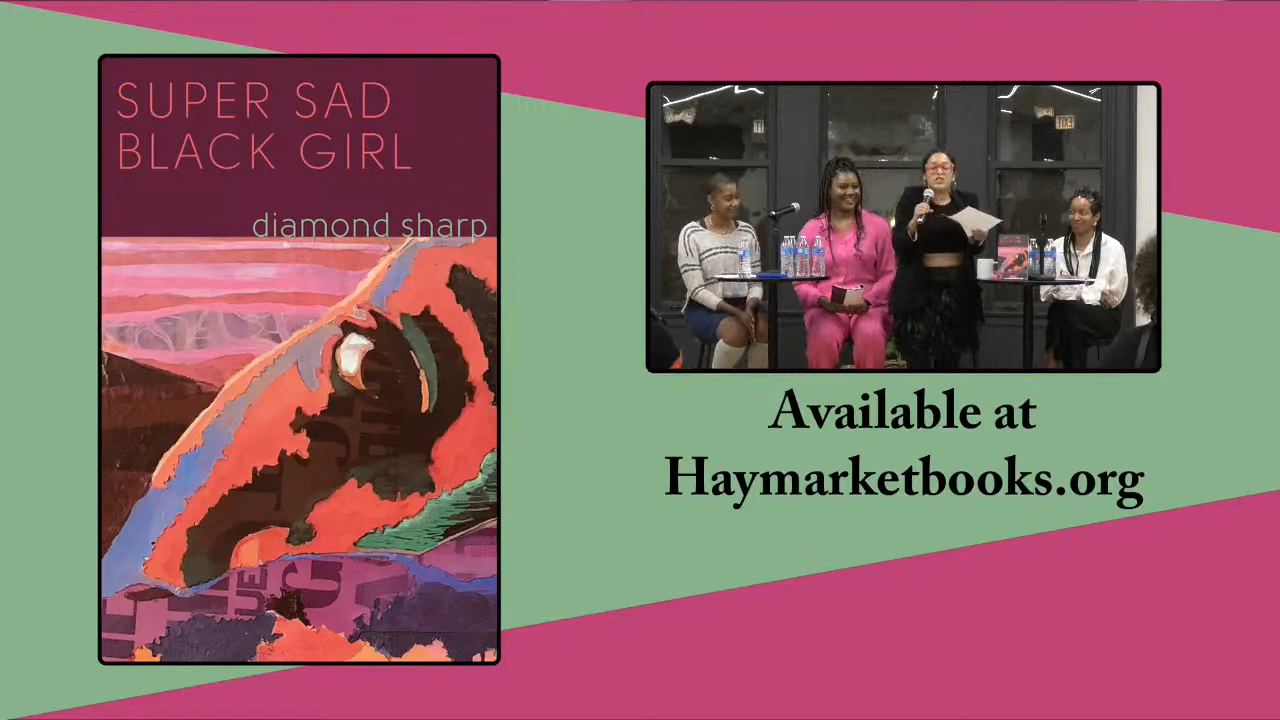 SUPER SAD
BLACK GIRL
diamond sharp
Available at
Haymarketbooks.org